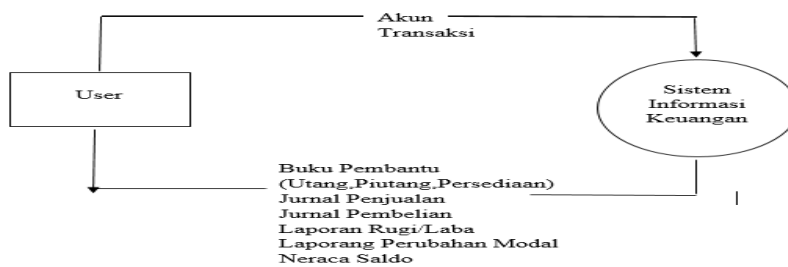 Akun
Transaksi
User
Sistem
Informasi
Keuangan
Buku Pembantu
(Utang,Piutang,Persediaan)
Jurnal Penjualan
Jurnal Pembelian
Laporan Rugi/Laba
Laporang Perubahan Modal
Neraca Saldo